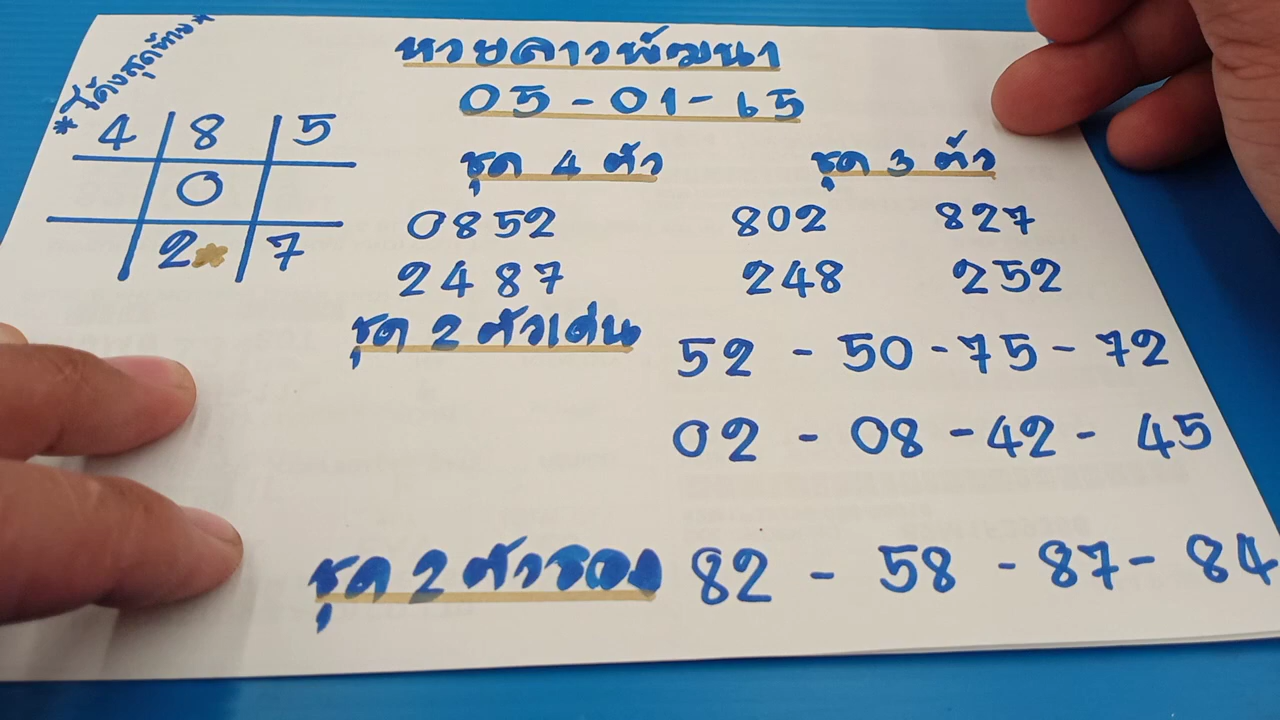 *โค้งสุดท้าย*
หวยลาวพัฒนา
05-01-65
4 8 5
0
2 7
ชุด 4 ตัว
0852
2487
ชุด 3 ตัว
802 827
248 252
ชุด 2 ตัวเด่น
52 - 50 - 75 - 72
02 - 08 - 42 - 45
ชุด 2 ตัวรอง 82 - 58 - 87 - 84